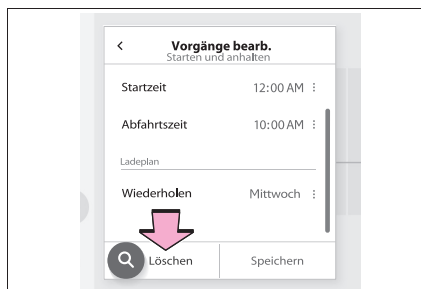 Vorgänge bearb.
Starten und anhalten
Startzeit 12:00 AM
Abfahrtszeit 10:00 AM
Ladeplan
Wiederholen Mittwoch
Löschen Speichern